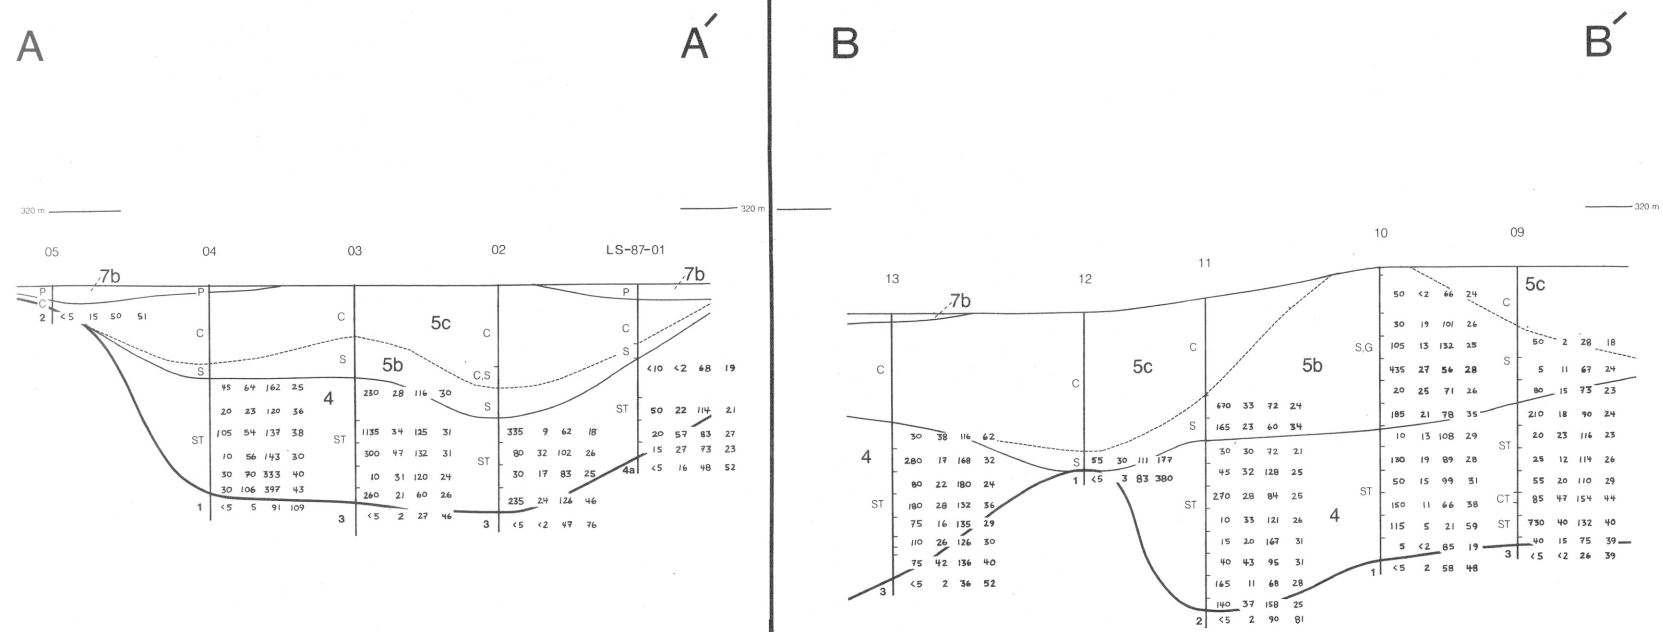 A A′ B B′
320 m 320 m 320 m
05 04 03 02 LS-87-01
7b 7b
P P P
C C C C C
5c
S S C,S S S
5b
4
ST ST ST ST
2 <5 15 50 51
45 64 162 25
20 23 120 36
105 54 137 38
10 56 143 30
30 70 333 40
30 106 397 43
1 <5 5 91 109
230 28 116 30
1135 34 125 31
300 47 132 31
10 31 120 24
260 21 60 26
3 <5 2 27 46
335 9 62 18
80 32 102 26
30 17 83 25
235 24 126 46
3 <5 <2 47 76
<10 <2 68 19
50 22 114 21
20 57 83 27
15 27 73 23
4a <5 16 48 52
13 12 11 10 09
7b
5c 5b 5c
C C C S,G C
S S S
4 4
ST ST ST ST
CT
ST
30 38 116 62
280 17 168 32
80 22 180 24
180 28 132 36
75 16 135 29
110 26 126 30
75 42 136 40
3 <5 2 36 52
55 30 111 177
1 <5 3 83 380
670 33 72 24
165 23 60 34
30 30 72 21
45 32 128 25
270 28 84 25
10 33 121 26
15 20 167 31
40 43 95 31
165 11 68 28
140 37 158 25
2 <5 2 90 81
50 <2 66 24
30 19 101 26
105 13 132 25
435 27 56 28
20 25 71 26
185 21 78 35
10 13 108 29
130 19 89 28
50 15 99 31
150 11 66 38
115 5 21 59
5 <2 85 19
1 <5 2 58 48
50 2 28 18
5 11 67 24
80 15 73 23
210 18 90 24
20 23 116 23
25 12 114 26
55 20 110 29
85 47 154 44
730 40 132 40
40 15 75 39
3 <5 <2 26 39